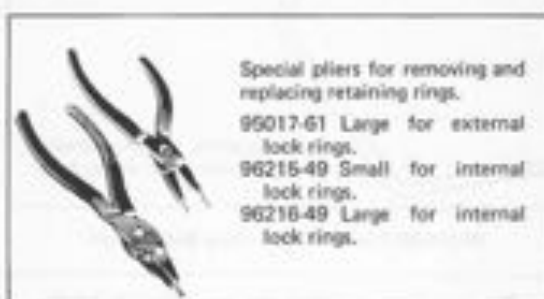 Special pliers for removing and
replacing retaining rings.
95017-61 Large for external
lock rings.
96215-49 Small for internal
lock rings.
96216-49 Large for internal
lock rings.